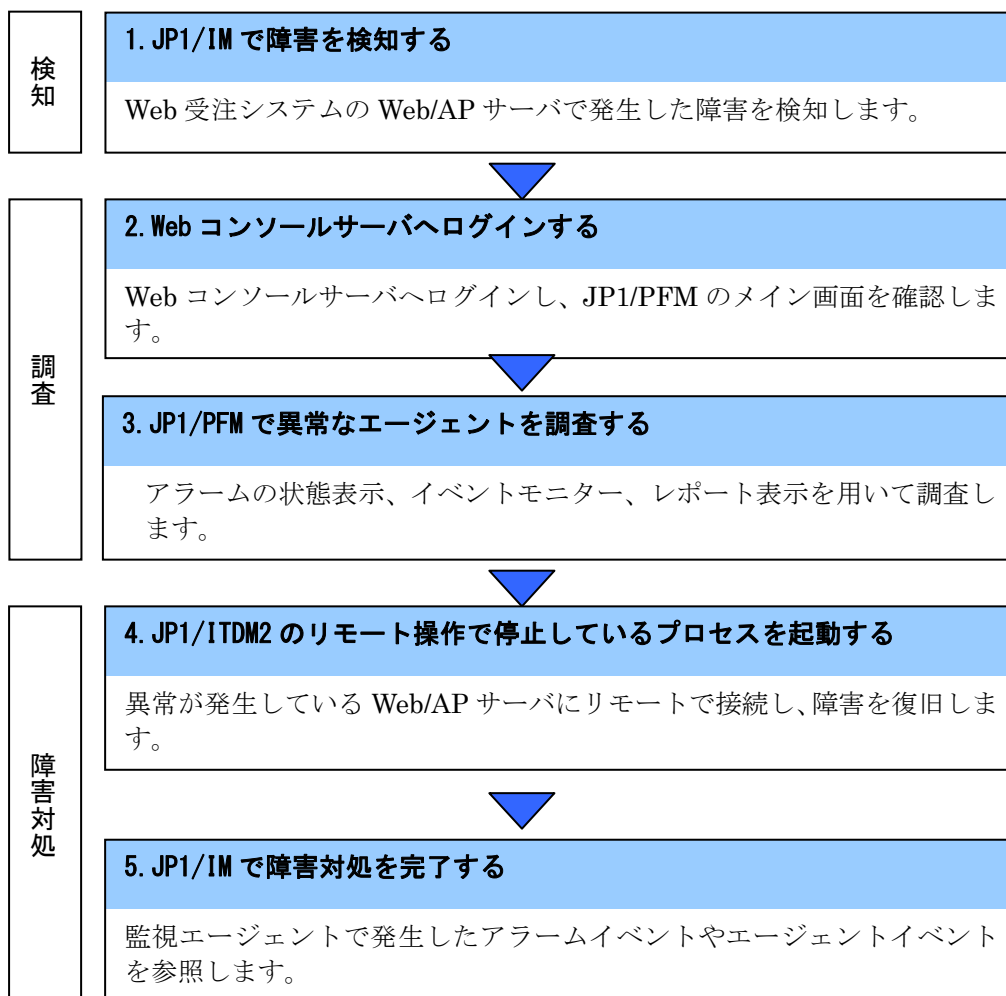 検知
1. JP1/IM で障害を検知する
Web 受注システムの Web/AP サーバで発生した障害を検知します。
調査
2. Web コンソールサーバへログインする
Web コンソールサーバへログインし、JP1/PFM のメイン画面を確認しま
す。
3. JP1/PFM で異常なエージェントを調査する
アラームの状態表示、イベントモニター、レポート表示を用いて調査し
ます。
障害対処
4. JP1/ITDM2 のリモート操作で停止しているプロセスを起動する
異常が発生している Web/AP サーバにリモートで接続し、障害を復旧しま
す。
5. JP1/IM で障害対処を完了する
監視エージェントで発生したアラームイベントやエージェントイベント
を参照します。